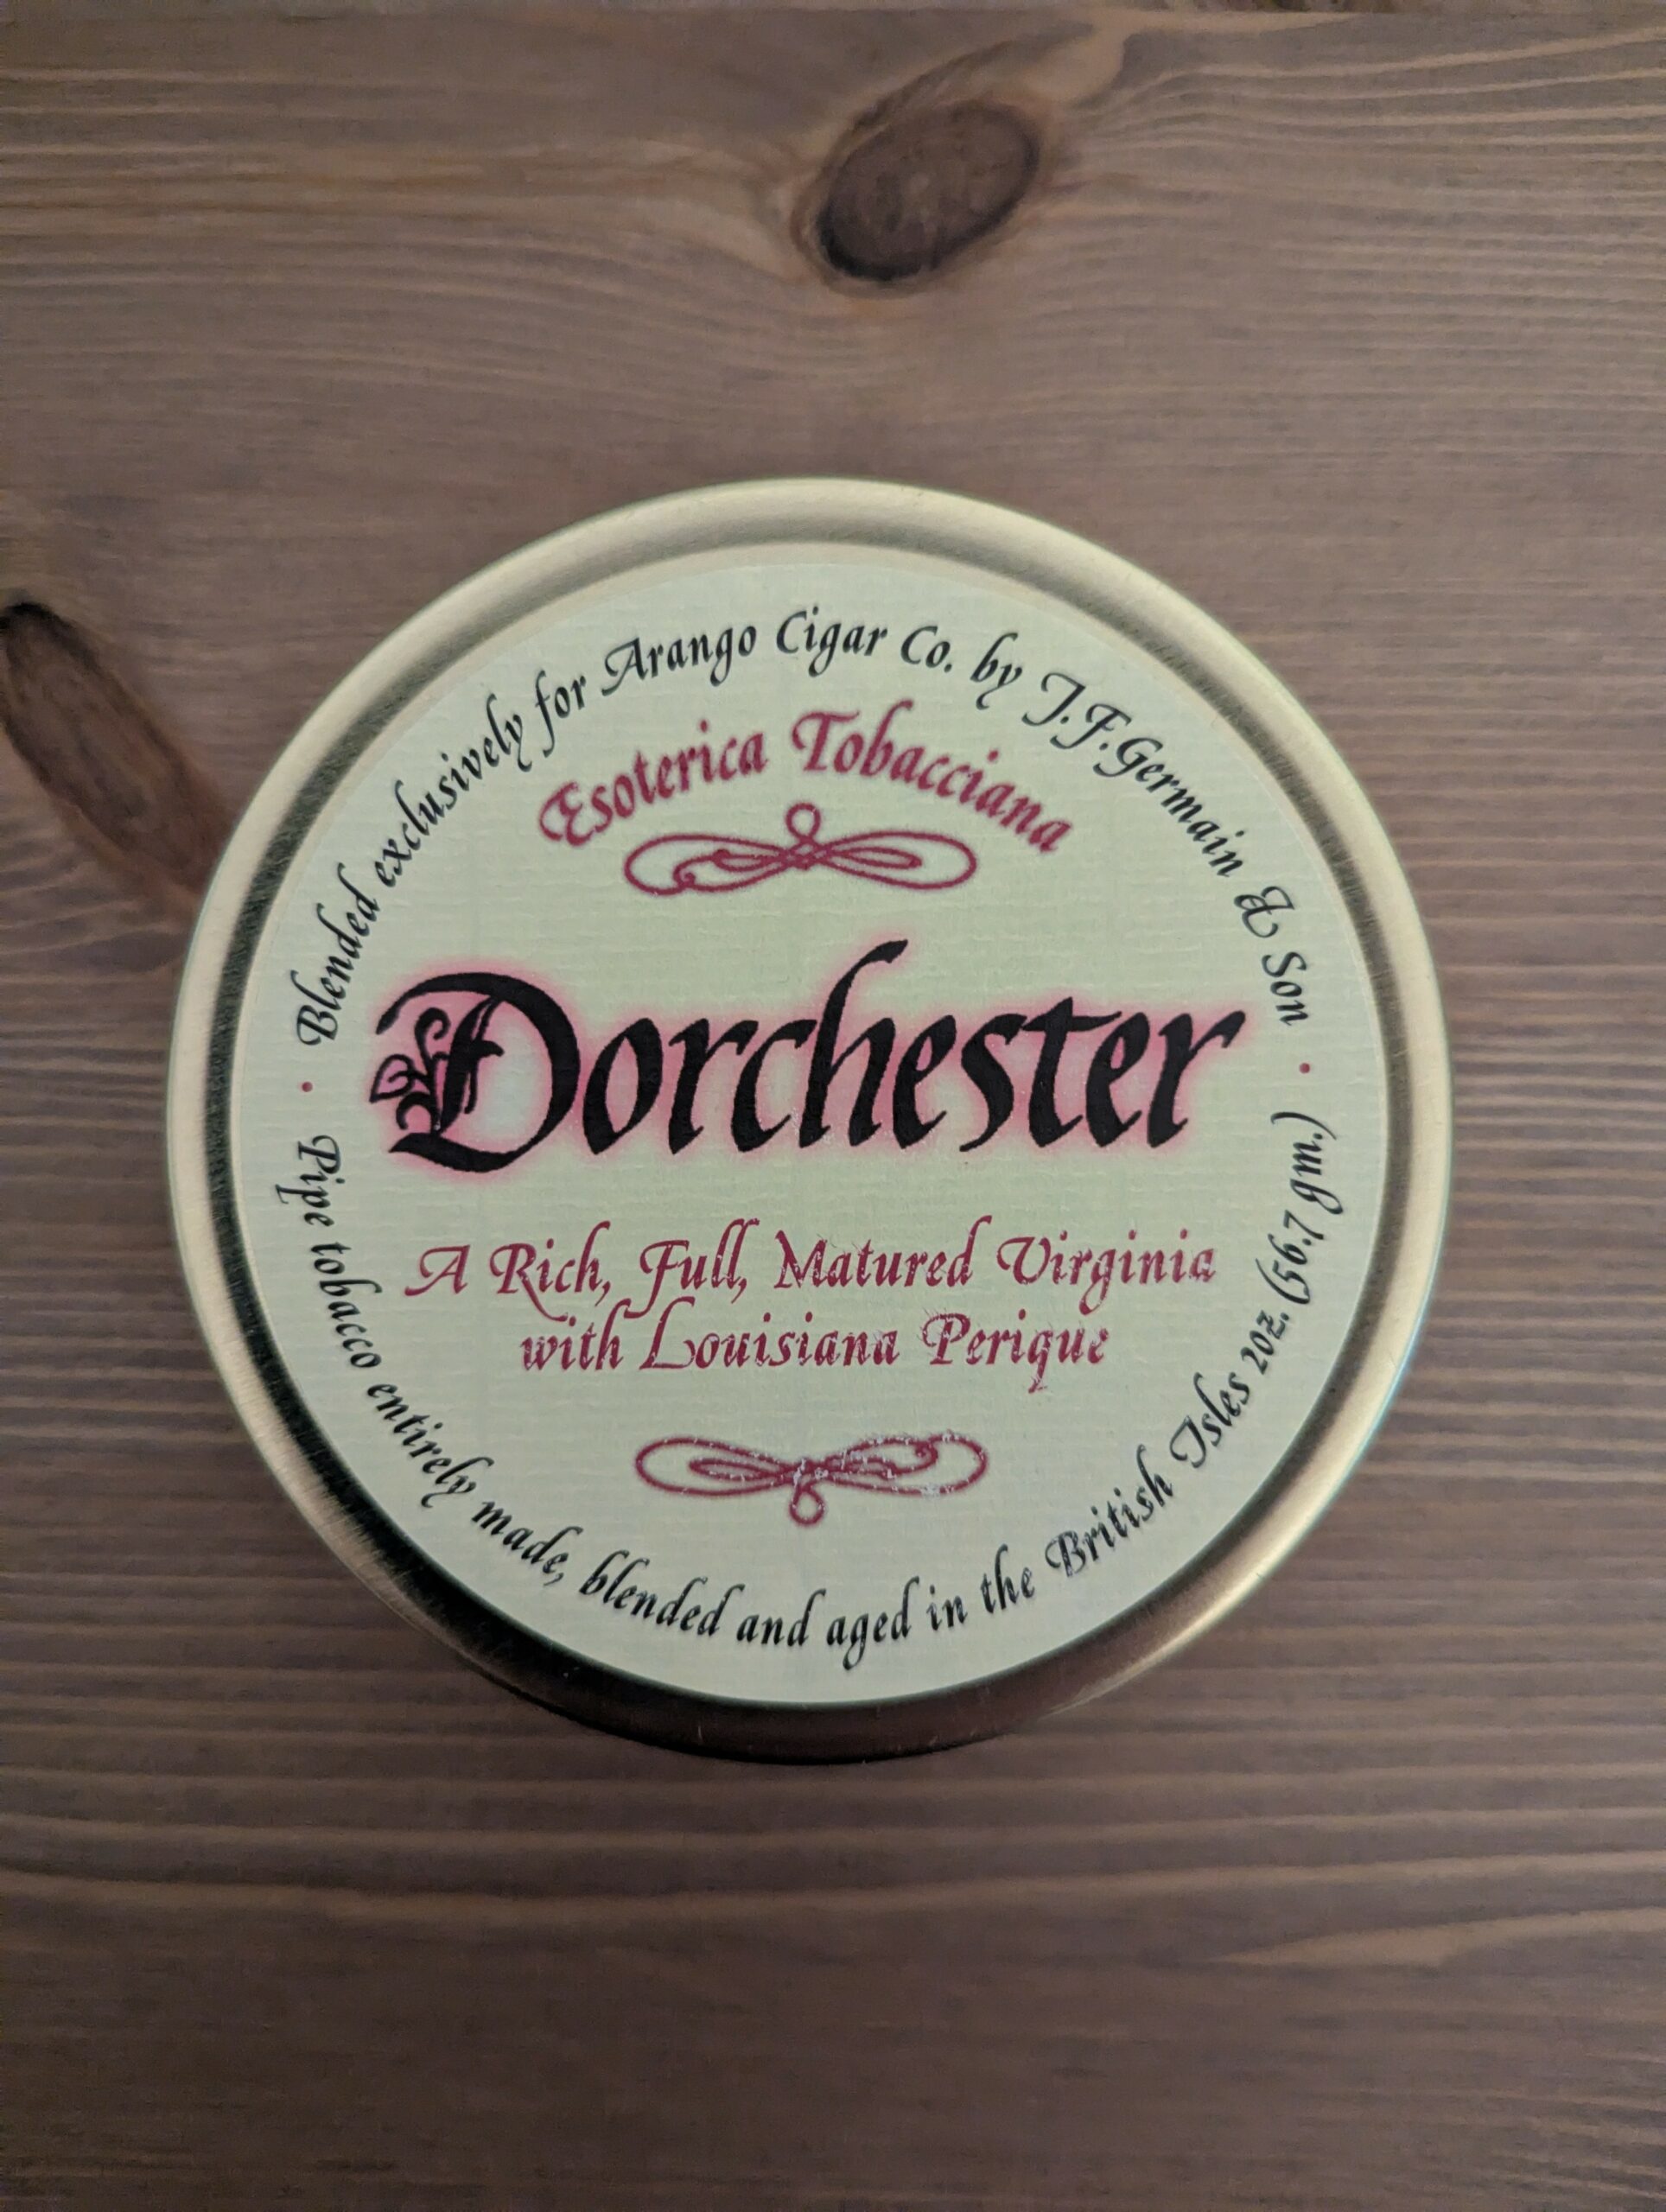 Blended exclusively for Arango Cigar Co. by J.F.Germain & Son
Esoterica Tobacciana
Dorchester
A Rich, Full, Matured Virginia
with Louisiana Perique
Pipe tobacco entirely made, blended and aged in the British Isles 2oz. (56.7 gm.)